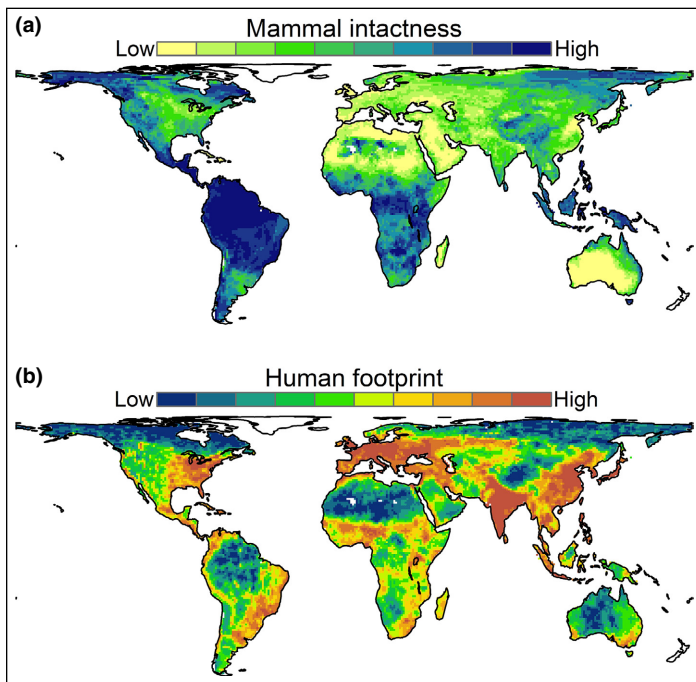 (a)
Mammal intactness
Low High
(b)
Human footprint
Low High